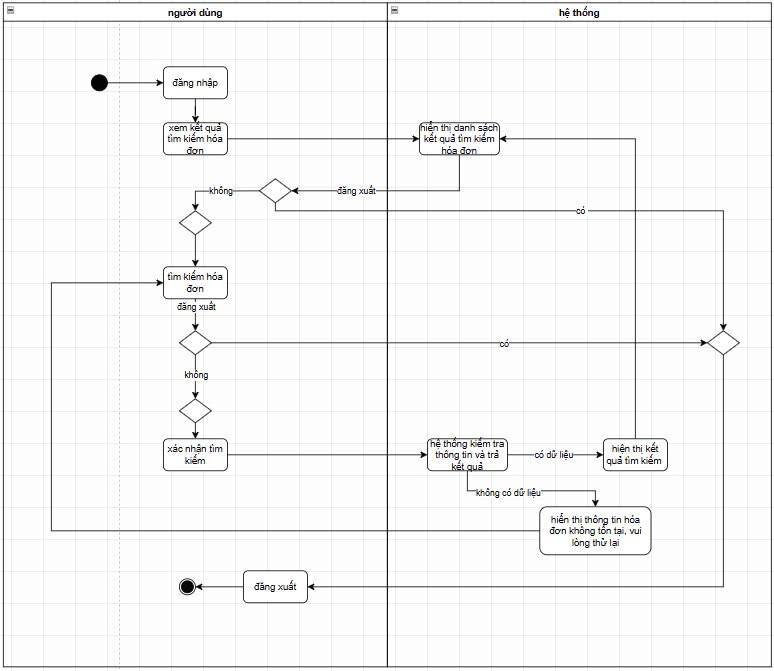 người dùng
hệ thống
đăng nhập
xem kết quả
tìm kiếm hóa
đơn
hiển thị danh sách
kết quả tìm kiếm
hóa đơn
không
đăng xuất
có
tìm kiếm hóa
đơn
đăng xuất
có
không
xác nhận tìm
kiếm
hệ thống kiểm tra
thông tin và trả
kết quả
có dữ liệu
hiện thị kết
quả tìm kiếm
không có dữ liệu
hiển thị thông tin hóa
đơn không tồn tại, vui
lòng thử lại
đăng xuất